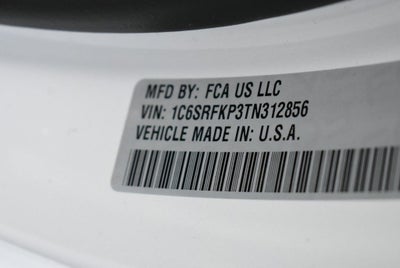 MFD BY: FCA US LLC
VIN: 1C6SRFKP3TN312856
VEHICLE MADE IN: U.S.A.